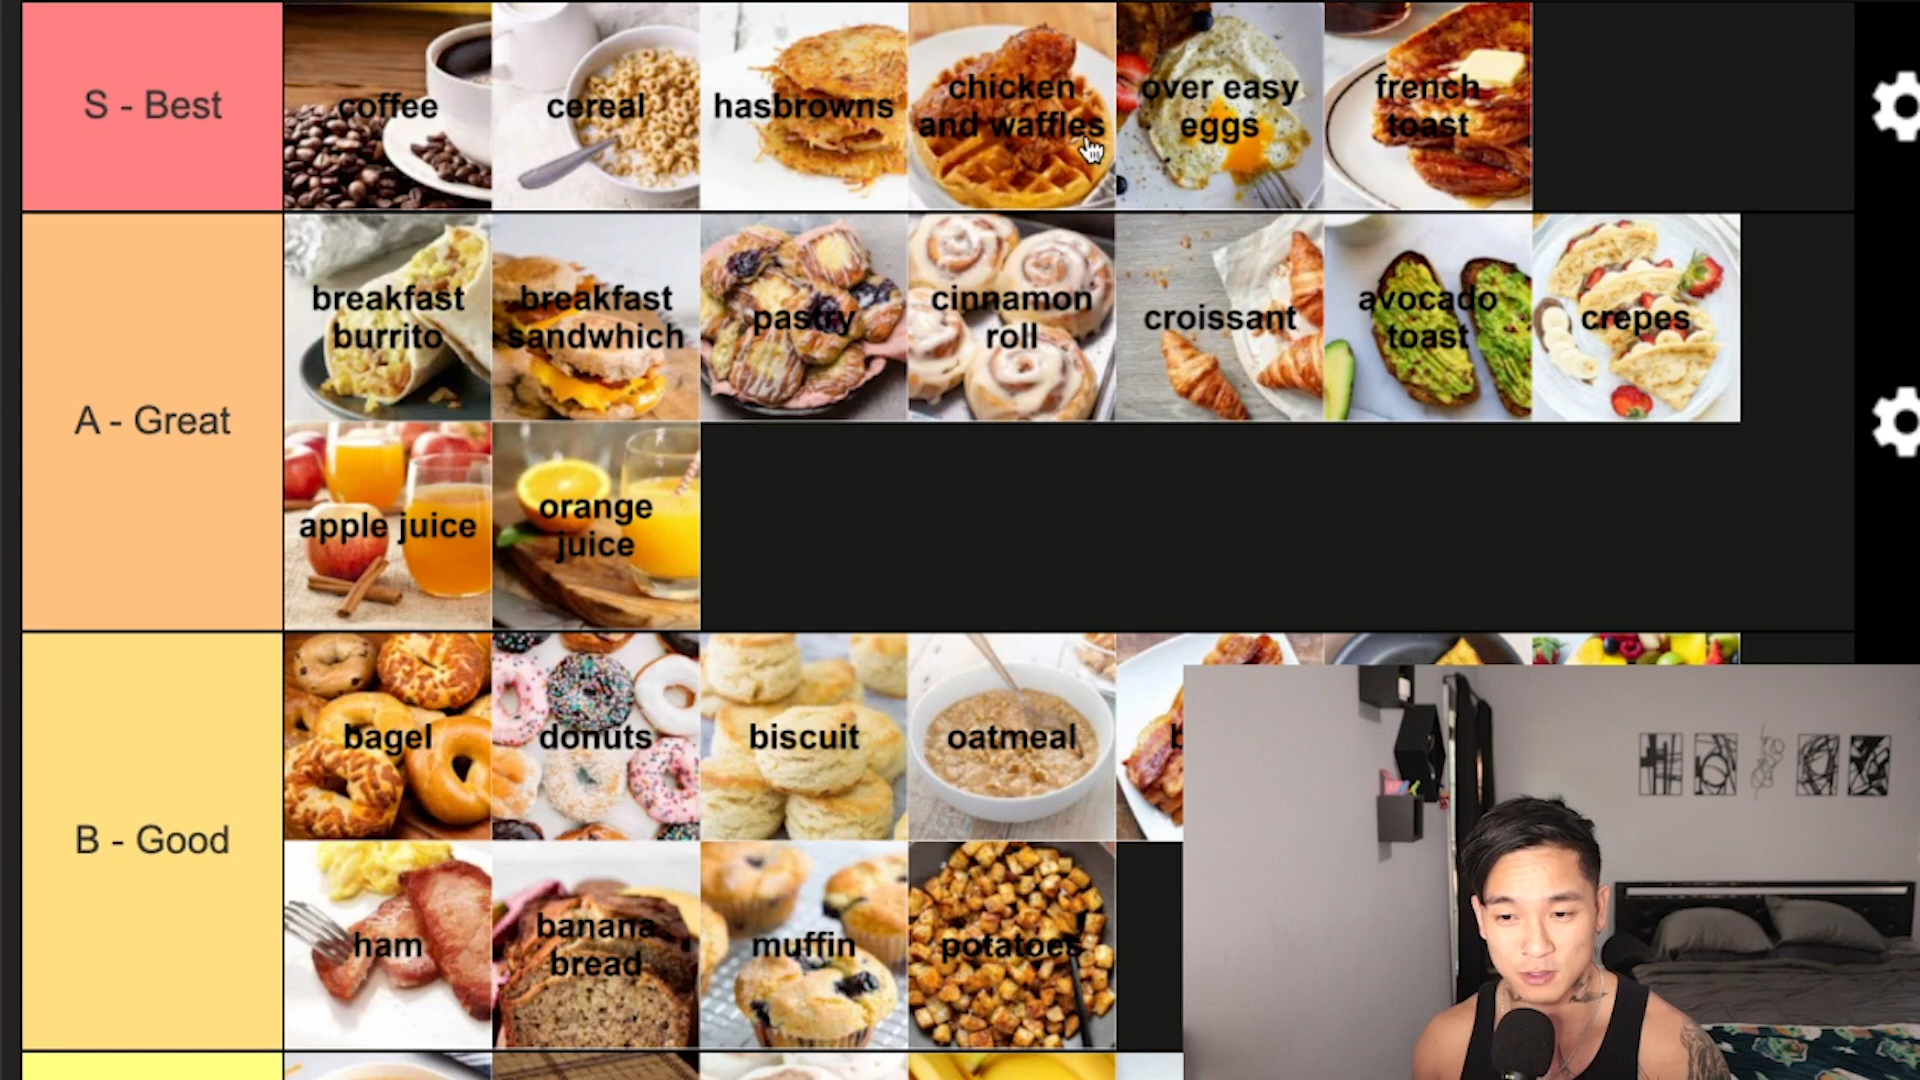 S - Best
coffee
cereal
hasbrowns
chicken
and waffles
over easy
eggs
french
toast
A - Great
breakfast
burrito
breakfast
sandwhich
pastry
cinnamon
roll
croissant
avocado
toast
crepes
apple juice
orange
juice
B - Good
bagel
donuts
biscuit
oatmeal
ham
banana
bread
muffin
potatoes